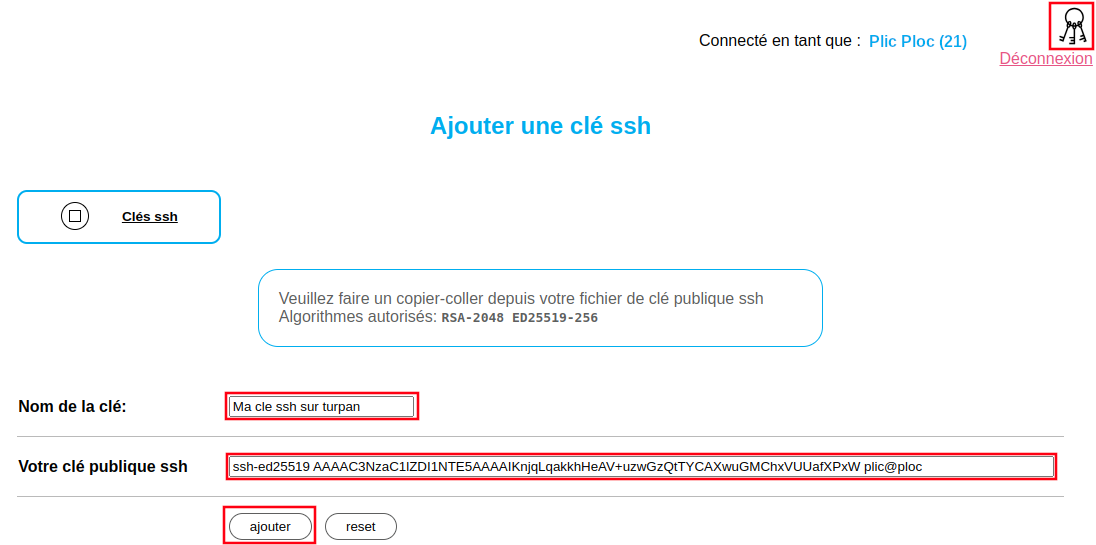 Connecté en tant que : Plic Ploc (21)
Déconnexion
Ajouter une clé ssh
Clés ssh
Veuillez faire un copier-coller depuis votre fichier de clé publique ssh
Algorithmes autorisés: RSA-2048 ED25519-256
Nom de la clé: Ma cle ssh sur turpan
Votre clé publique ssh ssh-ed25519 AAAAC3NzaC1lZDI1NTE5AAAAIKnjqLqakkhHeAV+uzwGzQtTYCAXwuGMChxVUUafXPxW plic@ploc
ajouter reset